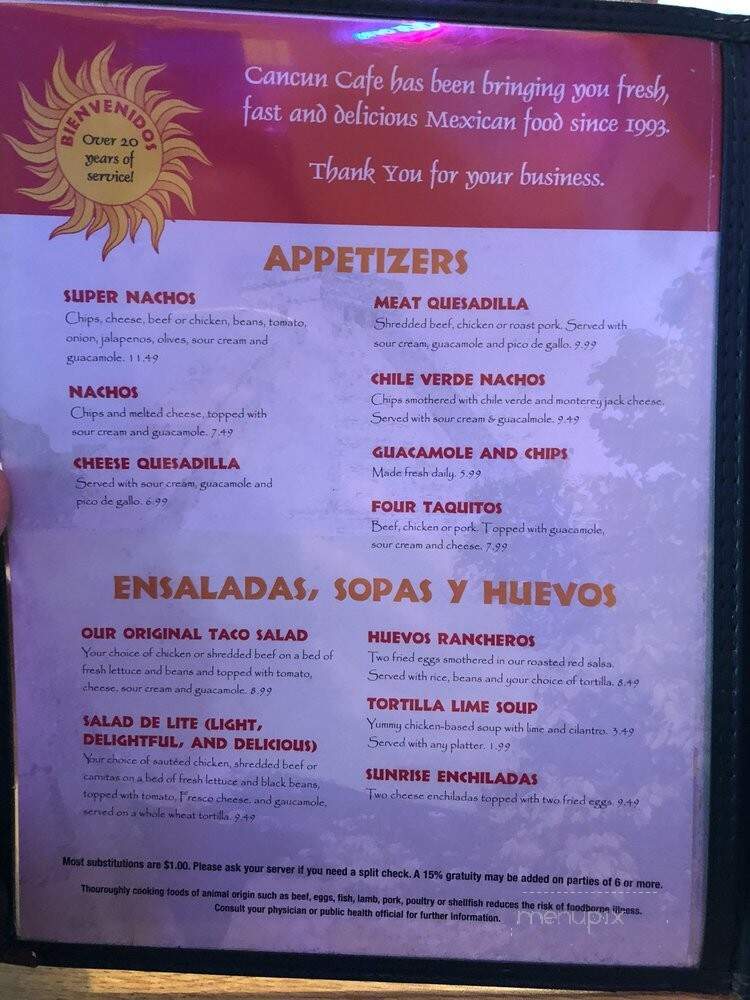 BIENVENIDOS
Over 20
years of
service!
Cancun Cafe has been bringing you fresh,
fast and delicious Mexican food since 1993.
Thank You for your business.
APPETIZERS
SUPER NACHOS
Chips, cheese, beef or chicken, beans, tomato,
onion, jalapenos, olives, sour cream and
guacamole. 11.49
NACHOS
Chips and melted cheese, topped with
sour cream and guacamole. 7.49
CHEESE QUESADILLA
Served with sour cream, guacamole and
pico de gallo. 6.99
MEAT QUESADILLA
Shredded beef, chicken or roast pork. Served with
sour cream, guacamole and pico de gallo. 9.99
CHILE VERDE NACHOS
Chips smothered with chile verde and monterey jack cheese.
Served with sour cream & guacalmole. 9.49
GUACAMOLE AND CHIPS
Made fresh daily. 5.99
FOUR TAQUITOS
Beef, chicken or pork. Topped with guacamole,
sour cream and cheese. 7.99
ENSALADAS, SOPAS Y HUEVOS
OUR ORIGINAL TACO SALAD
Your choice of chicken or shredded beef on a bed of
fresh lettuce and beans and topped with tomato,
cheese, sour cream and guacamole. 8.99
SALAD DE LITE (LIGHT,
DELIGHTFUL, AND DELICIOUS)
Your choice of sautéed chicken, shredded beef or
carnitas on a bed of fresh lettuce and black beans,
topped with tomato, Fresco cheese, and guacamole,
served on a whole wheat tortilla. 9.49
HUEVOS RANCHEROS
Two fried eggs smothered in our roasted red salsa.
Served with rice, beans and your choice of tortilla. 8.49
TORTILLA LIME SOUP
Yummy chicken-based soup with lime and cilantro. 3.49
Served with any platter. 1.99
SUNRISE ENCHILADAS
Two cheese enchiladas topped with two fried eggs. 9.49
Most substitutions are $1.00. Please ask your server if you need a split check. A 15% gratuity may be added on parties of 6 or more.
Thouroughly cooking foods of animal origin such as beef, eggs, fish, lamb, pork, poultry or shellfish reduces the risk of foodborne illness.
Consult your physician or public health official for further information.
menupix